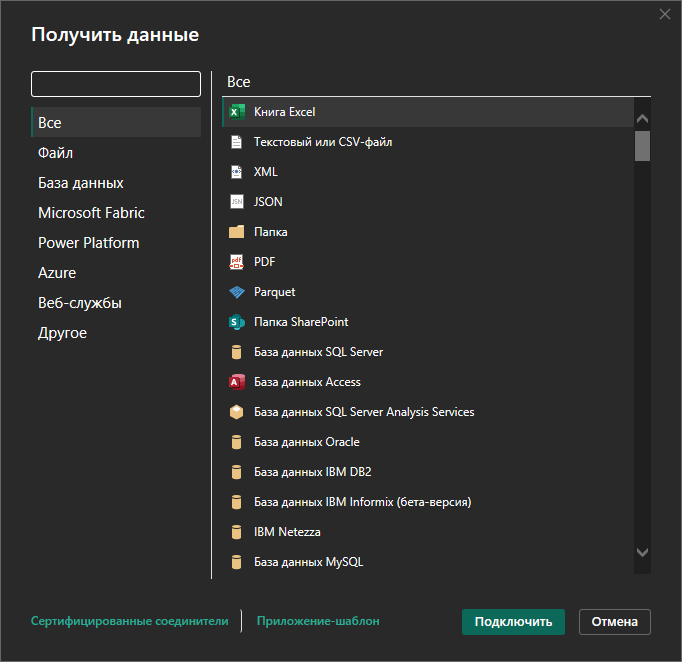 Получить данные
Все
Файл
База данных
Microsoft Fabric
Power Platform
Azure
Веб-службы
Другое
Все
Книга Excel
Текстовый или CSV-файл
XML
JSON
Папка
PDF
Parquet
Папка SharePoint
База данных SQL Server
База данных Access
База данных SQL Server Analysis Services
База данных Oracle
База данных IBM DB2
База данных IBM Informix (бета-версия)
IBM Netezza
База данных MySQL
Сертифицированные соединители
Приложение-шаблон
Подключить
Отмена